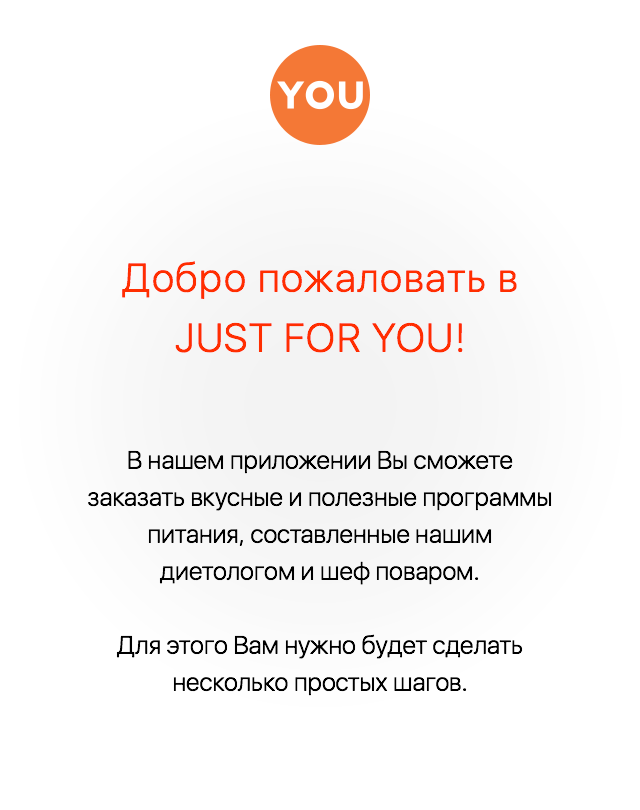 YOU
Добро пожаловать в
JUST FOR YOU!
В нашем приложении Вы сможете
заказать вкусные и полезные программы
питания, составленные нашим
диетологом и шеф поваром.
Для этого Вам нужно будет сделать
несколько простых шагов.